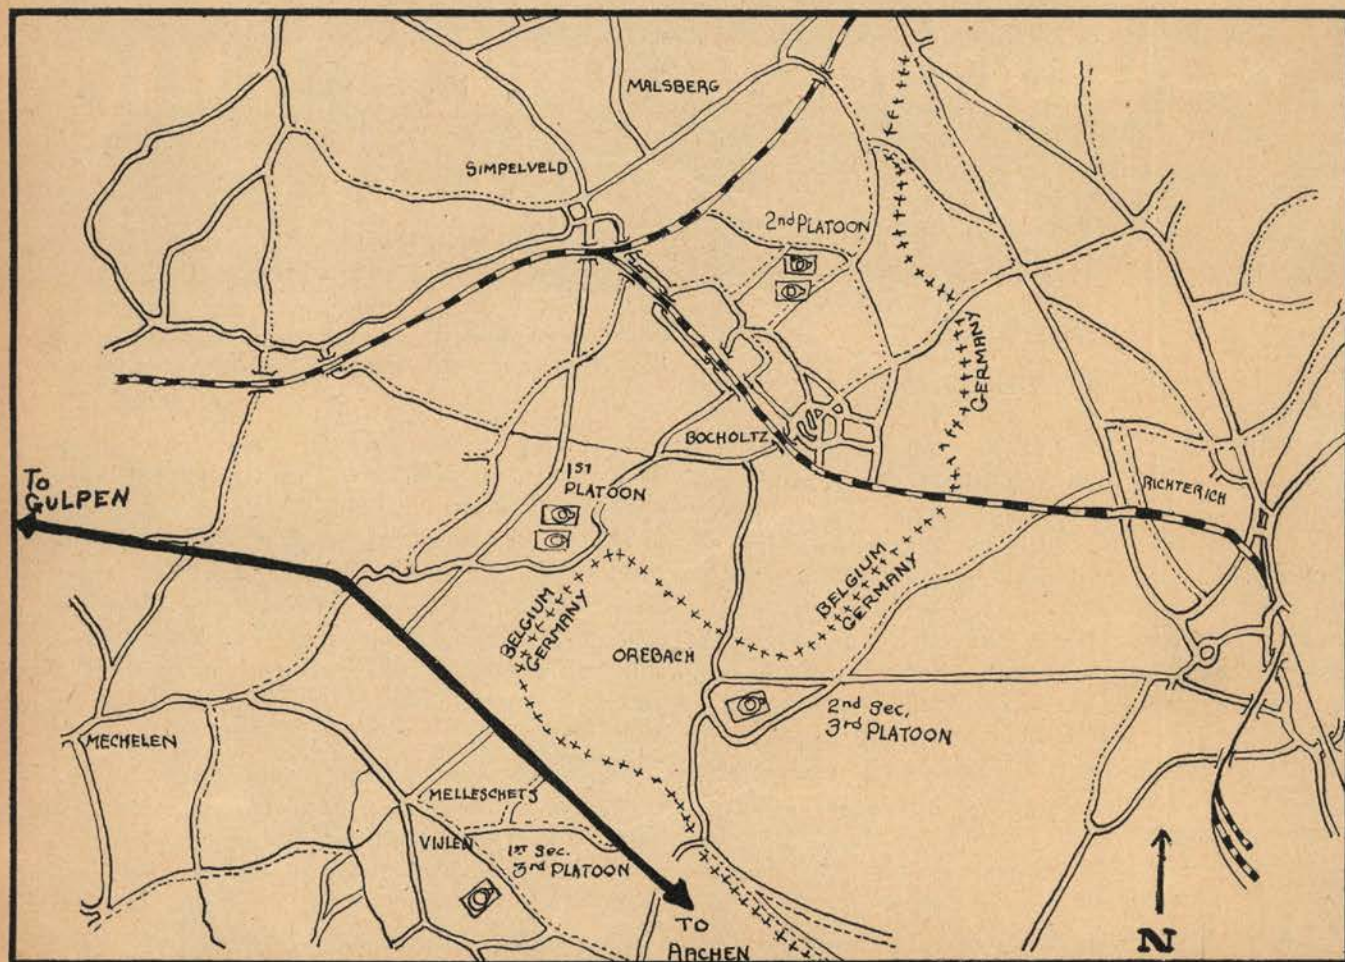 MALSBERG
SIMPELVELD
2nd PLATOON
GERMANY
BOCHOLTZ
1ST
PLATOON
To
GULPEN
RICHTERICH
BELGIUM
GERMANY
BELGIUM
GERMANY
OREBACH
2nd Sec.
3rd PLATOON
MECHELEN
MELLESCHETS
VIJLEN
1ST Sec.
3rd PLATOON
TO
AACHEN
N